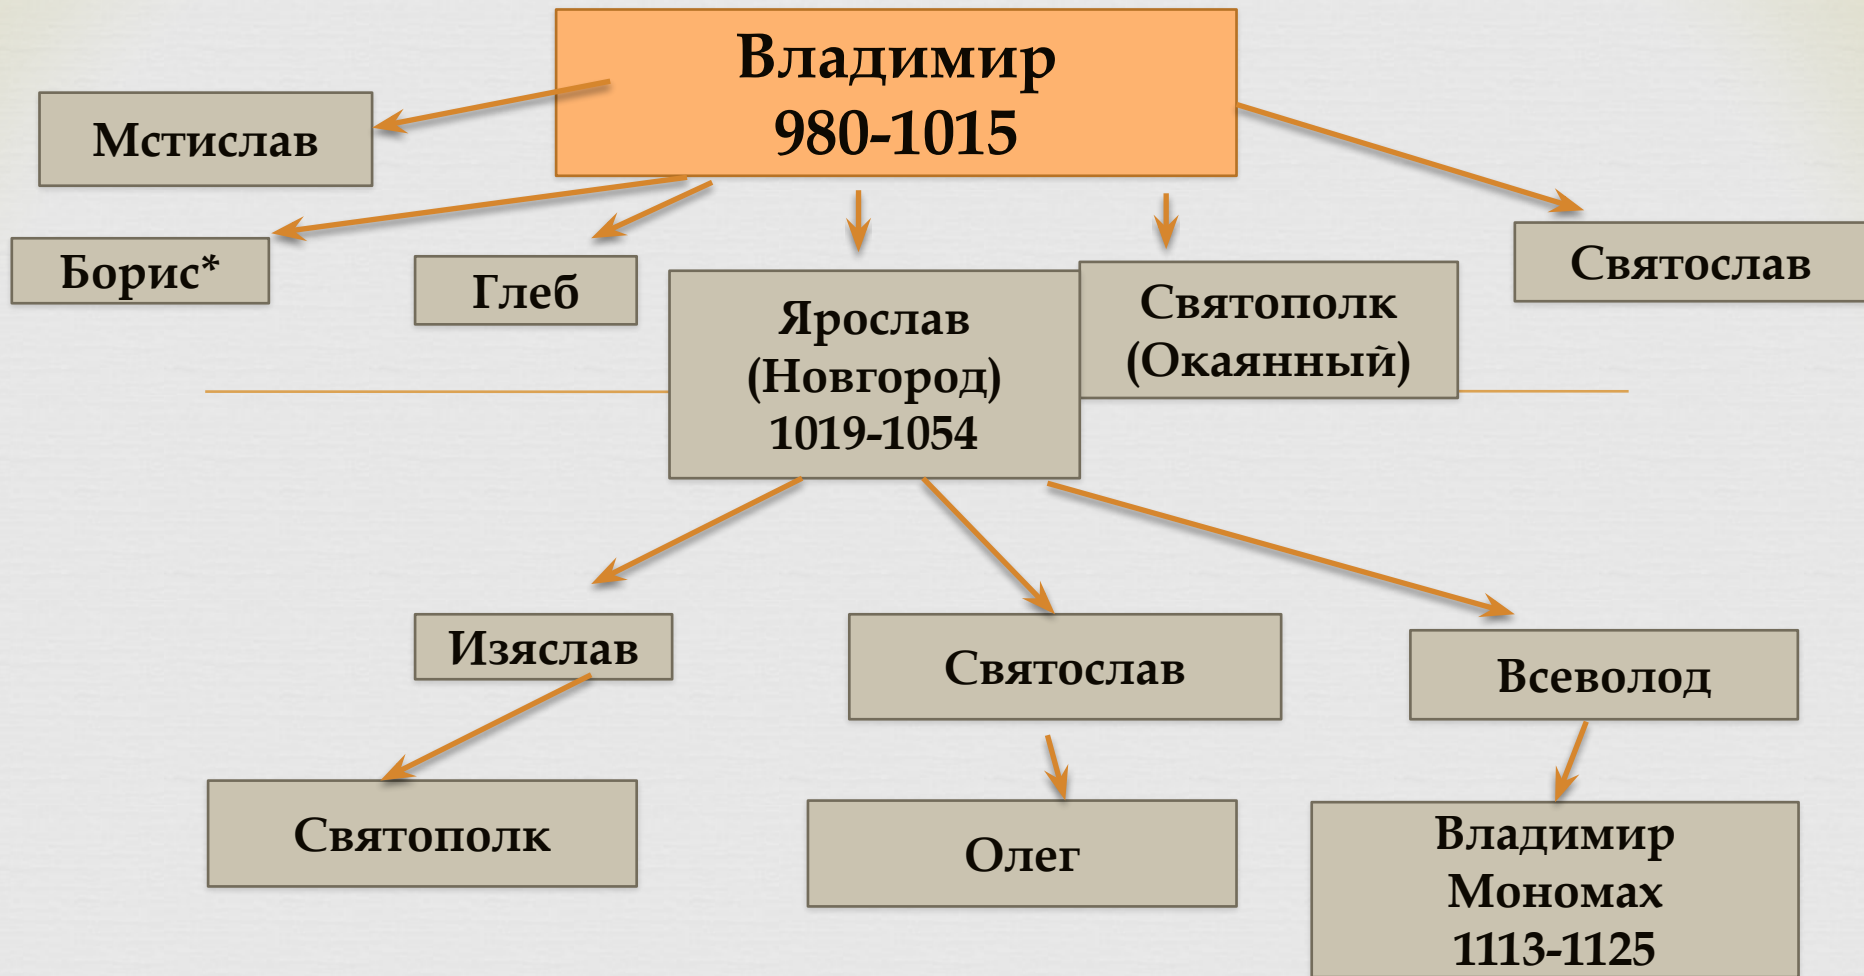 Владимир
980-1015
Мстислав
Борис*
Глеб
Ярослав
(Новгород)
1019-1054
Святополк
(Окаянный)
Святослав
Изяслав
Святослав
Всеволод
Святополк
Олег
Владимир
Мономах
1113-1125